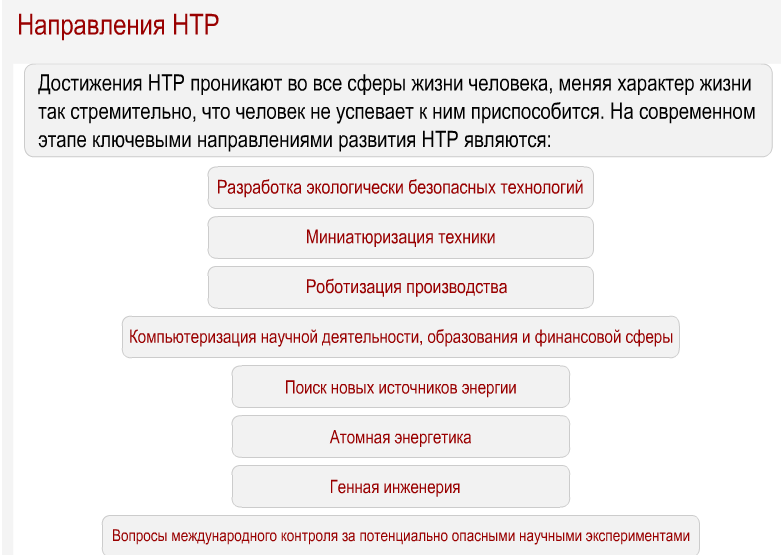 Направления НТР
Достижения НТР проникают во все сферы жизни человека, меняя характер жизни
так стремительно, что человек не успевает к ним приспособится. На современном
этапе ключевыми направлениями развития НТР являются:
Разработка экологически безопасных технологий
Миниатюризация техники
Роботизация производства
Компьютеризация научной деятельности, образования и финансовой сферы
Поиск новых источников энергии
Атомная энергетика
Генная инженерия
Вопросы международного контроля за потенциально опасными научными экспериментами